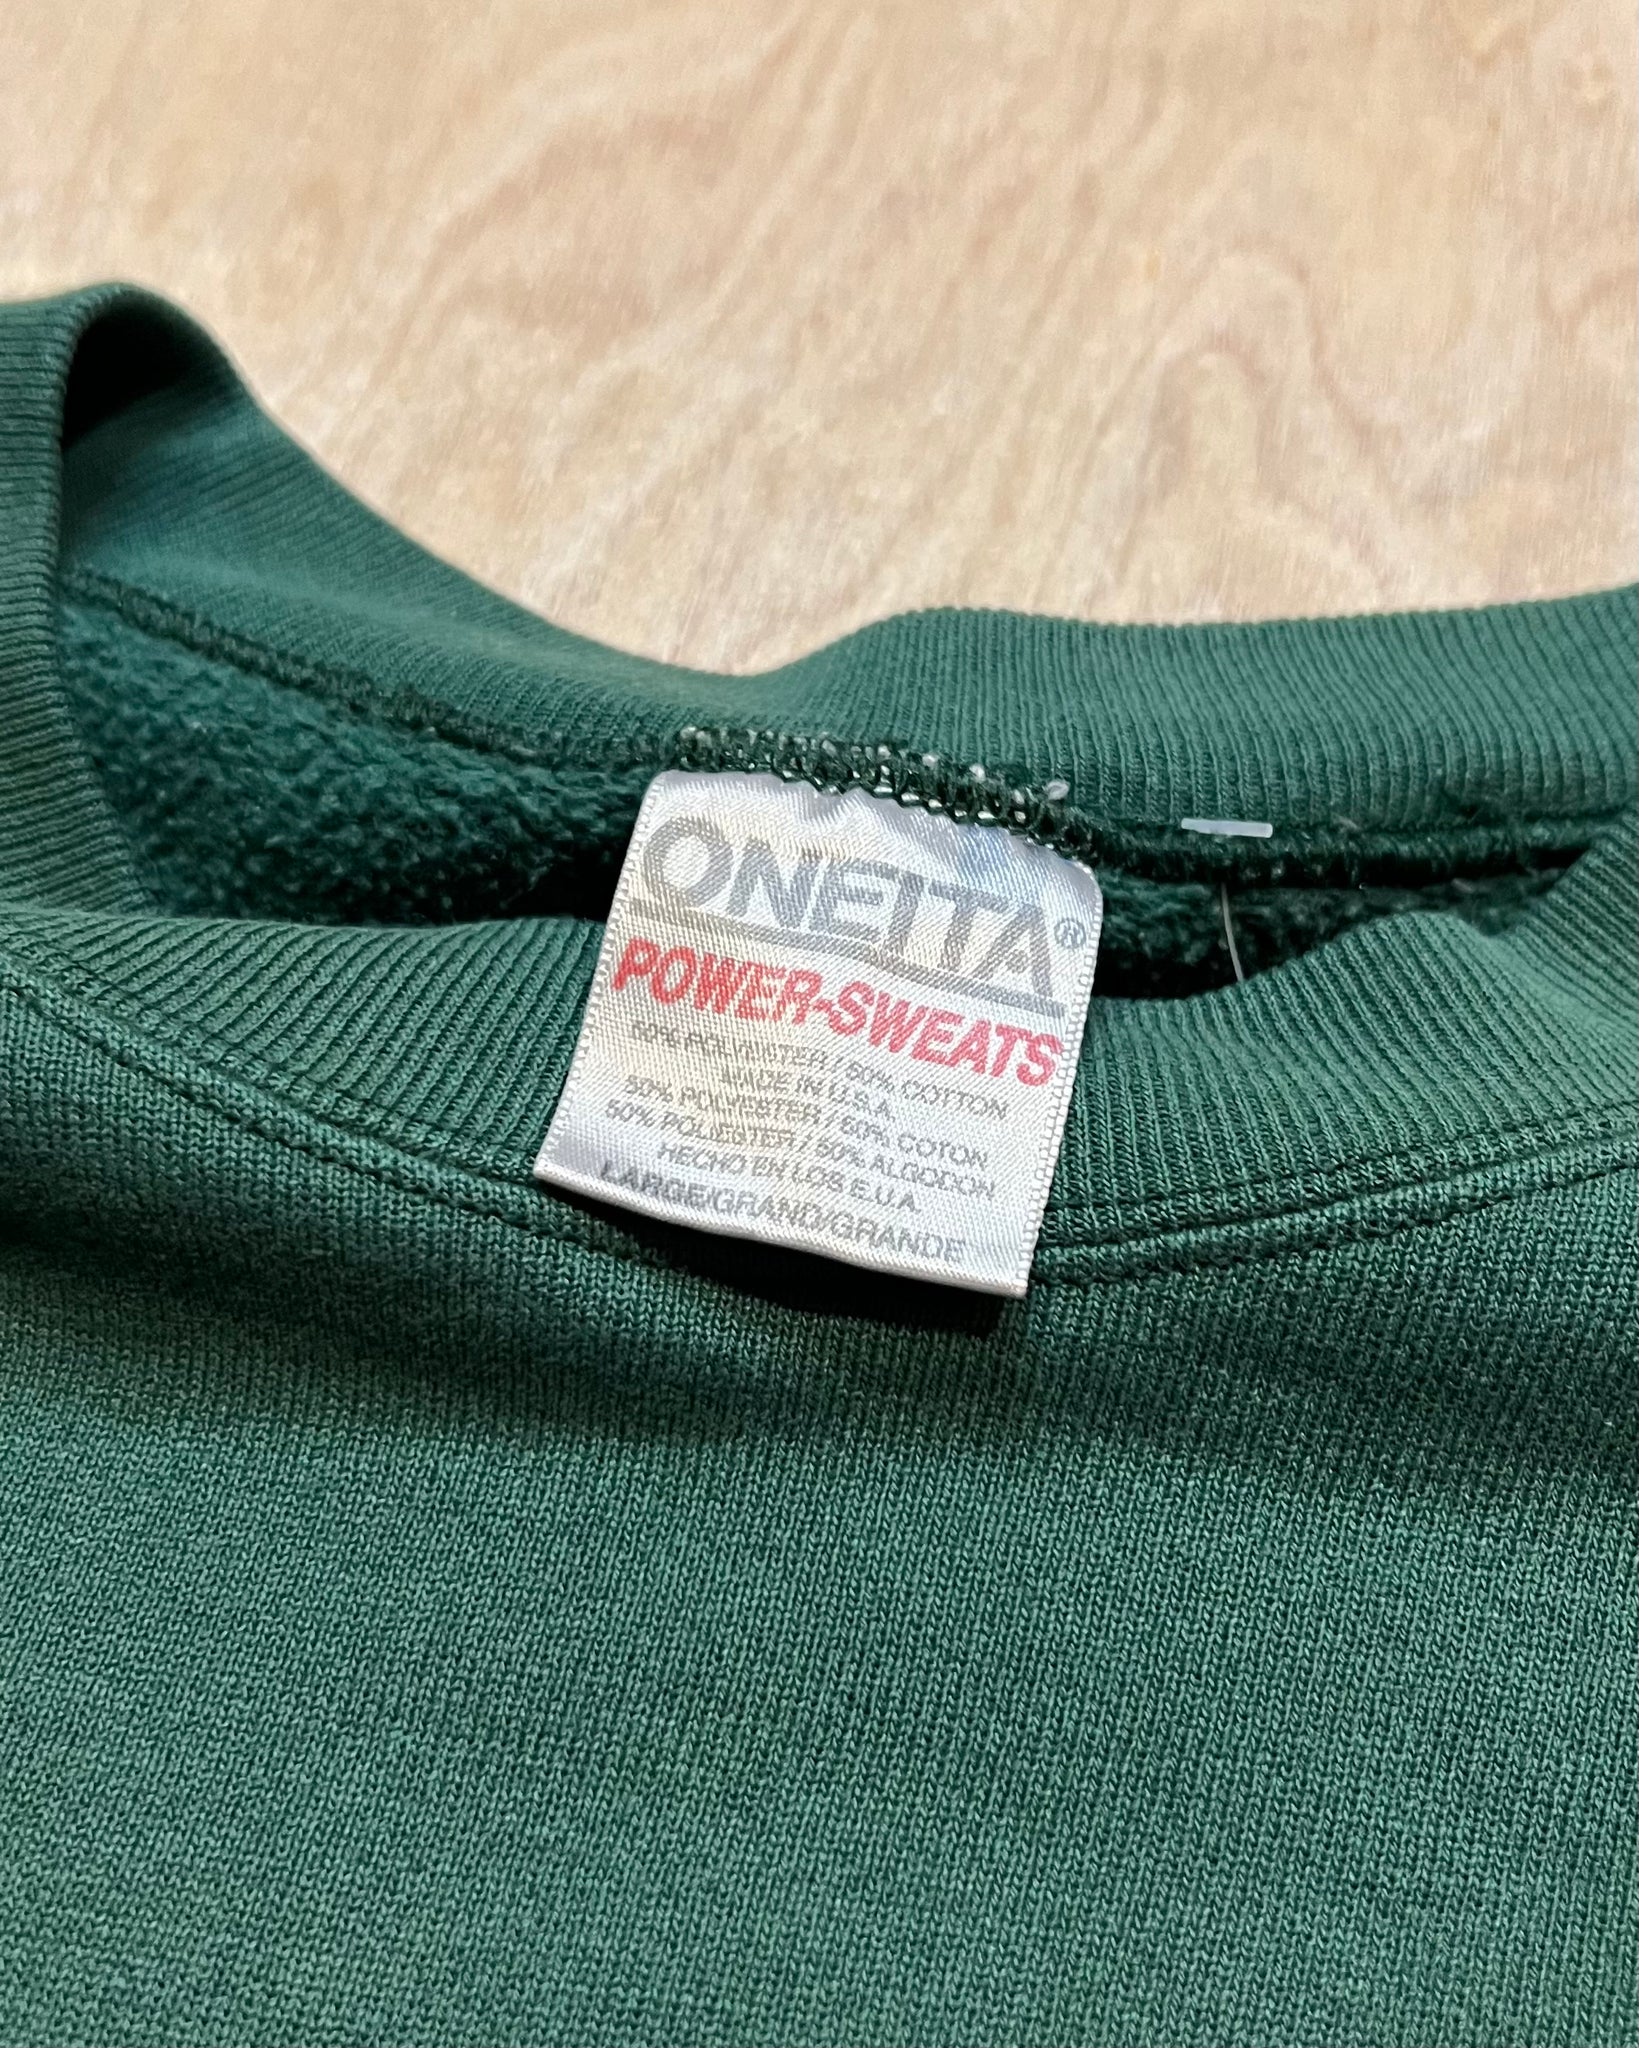 ONEITA®
POWER-SWEATS
50% POLYESTER / 50% COTTON
MADE IN U.S.A.
50% POLYESTER / 50% COTON
50% POLIESTER / 50% ALGODON
HECHO EN LOS E.U.A.
LARGE/GRAND/GRANDE